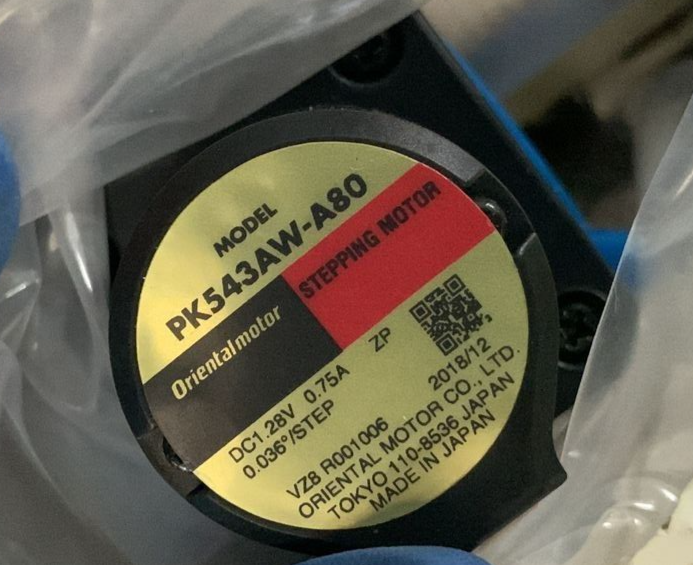 MODEL
PK543AW-A80
STEPPING MOTOR
Orientalmotor
DC1.28V 0.75A ZP
0.036°/STEP
2018/12
VZ8 R001006
ORIENTAL MOTOR CO., LTD.
TOKYO 110-8536 JAPAN
MADE IN JAPAN